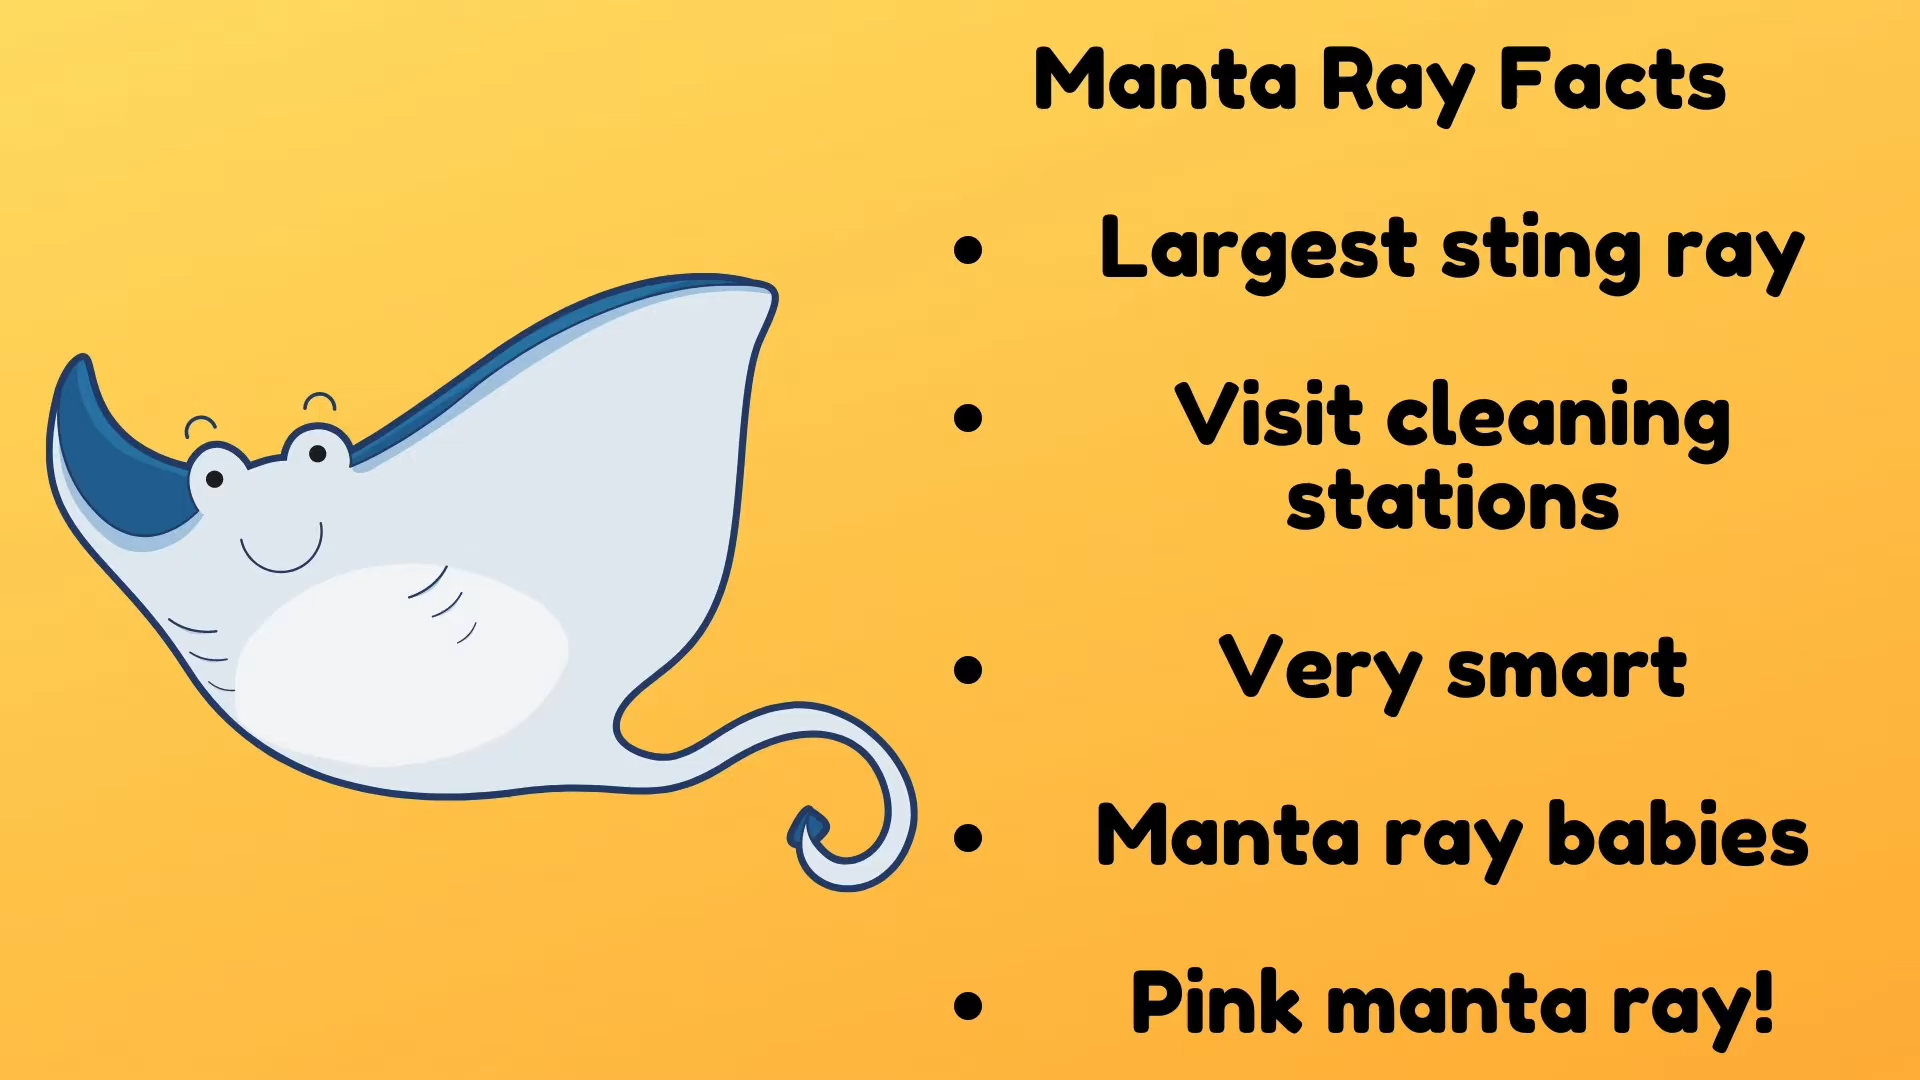 Manta Ray Facts
• Largest sting ray
• Visit cleaning
stations
• Very smart
• Manta ray babies
• Pink manta ray!